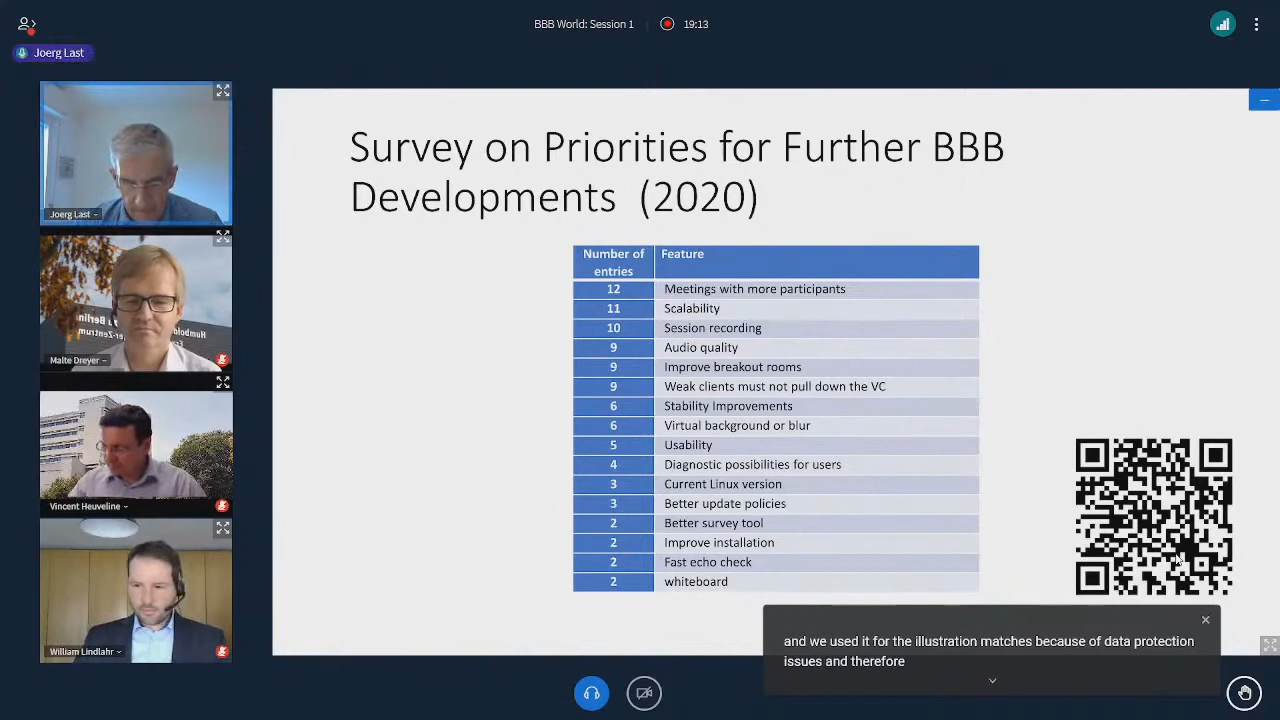 BBB World: Session 1
19:13
Joerg Last
Joerg Last
Malte Dreyer
Vincent Heuveline
William Lindlahr
Survey on Priorities for Further BBB
Developments (2020)
Number of entries Feature
12 Meetings with more participants
11 Scalability
10 Session recording
9 Audio quality
9 Improve breakout rooms
9 Weak clients must not pull down the VC
6 Stability Improvements
6 Virtual background or blur
5 Usability
4 Diagnostic possibilities for users
3 Current Linux version
3 Better update policies
2 Better survey tool
2 Improve installation
2 Fast echo check
2 whiteboard
and we used it for the illustration matches because of data protection
issues and therefore